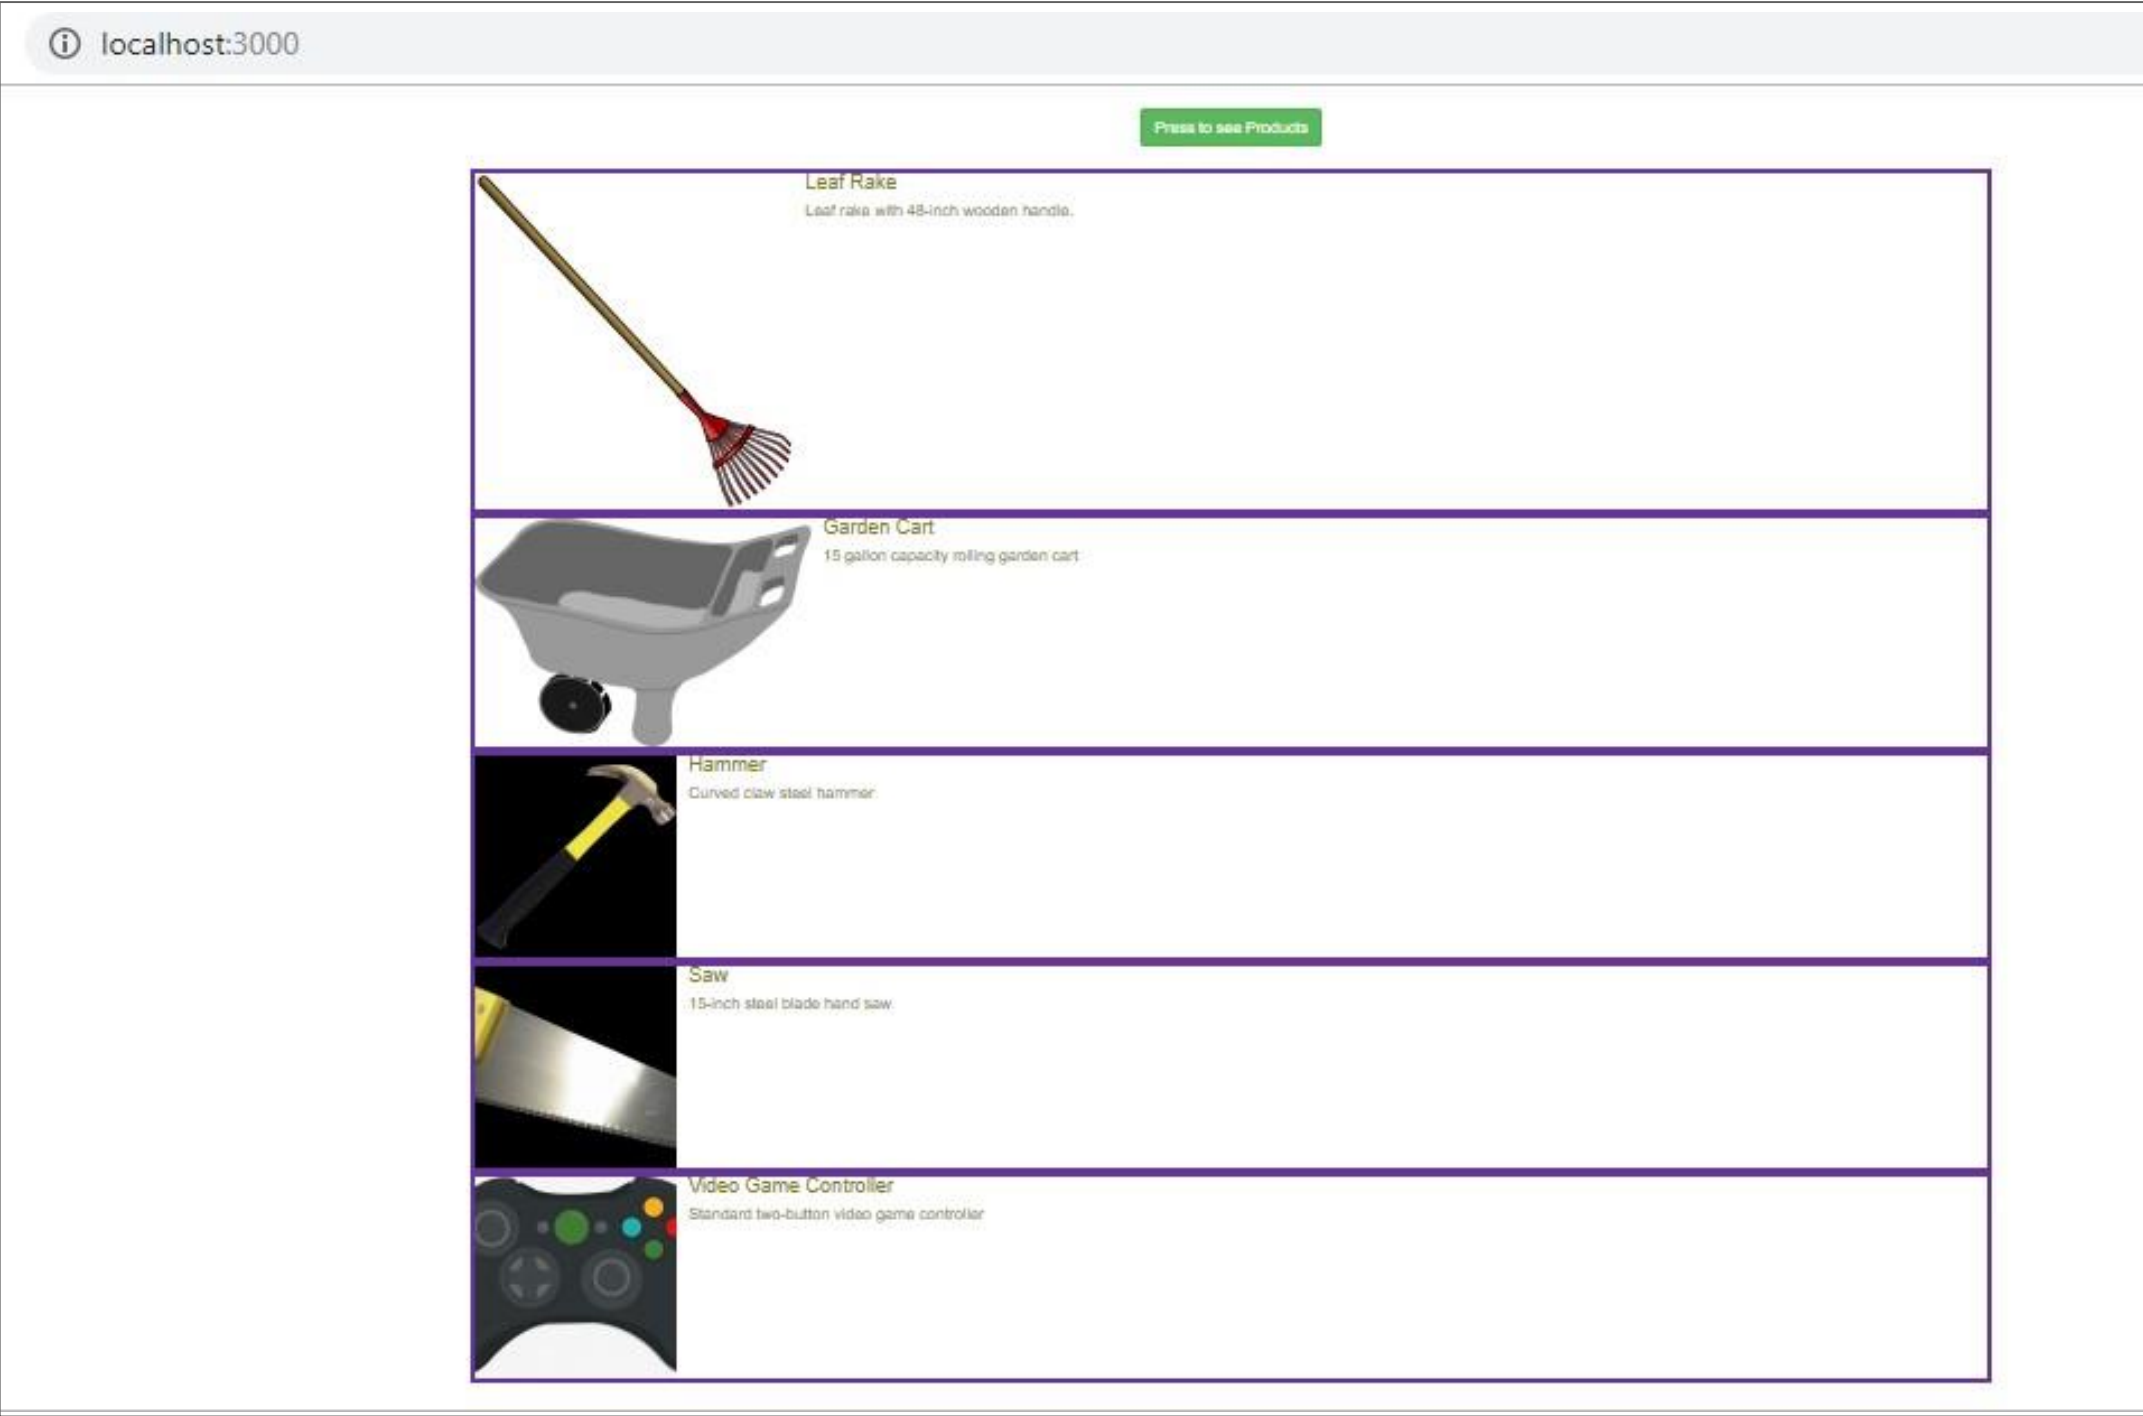 localhost:3000
Press to see Products
Leaf Rake
Leaf rake with 48-inch wooden handle.
Garden Cart
15 gallon capacity rolling garden cart
Hammer
Curved claw steel hammer
Saw
15-inch steel blade hand saw
Video Game Controller
Standard two-button video game controller